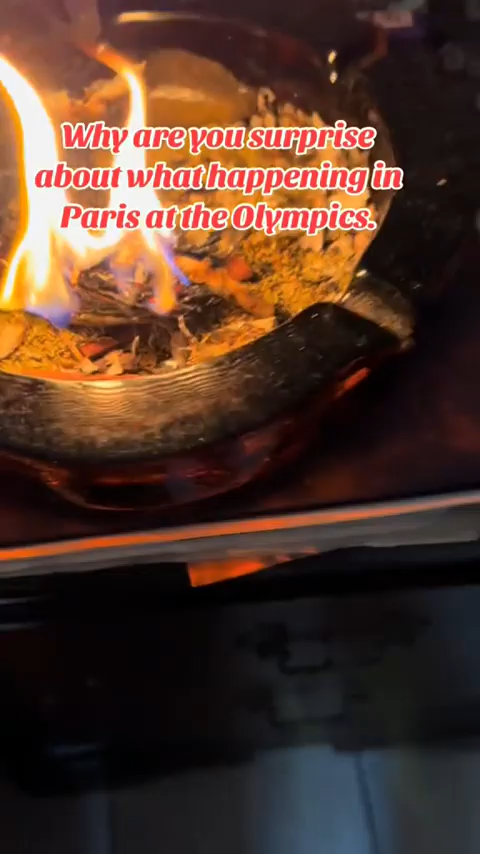 Why are you surprise
about what happening in
Paris at the Olympics.